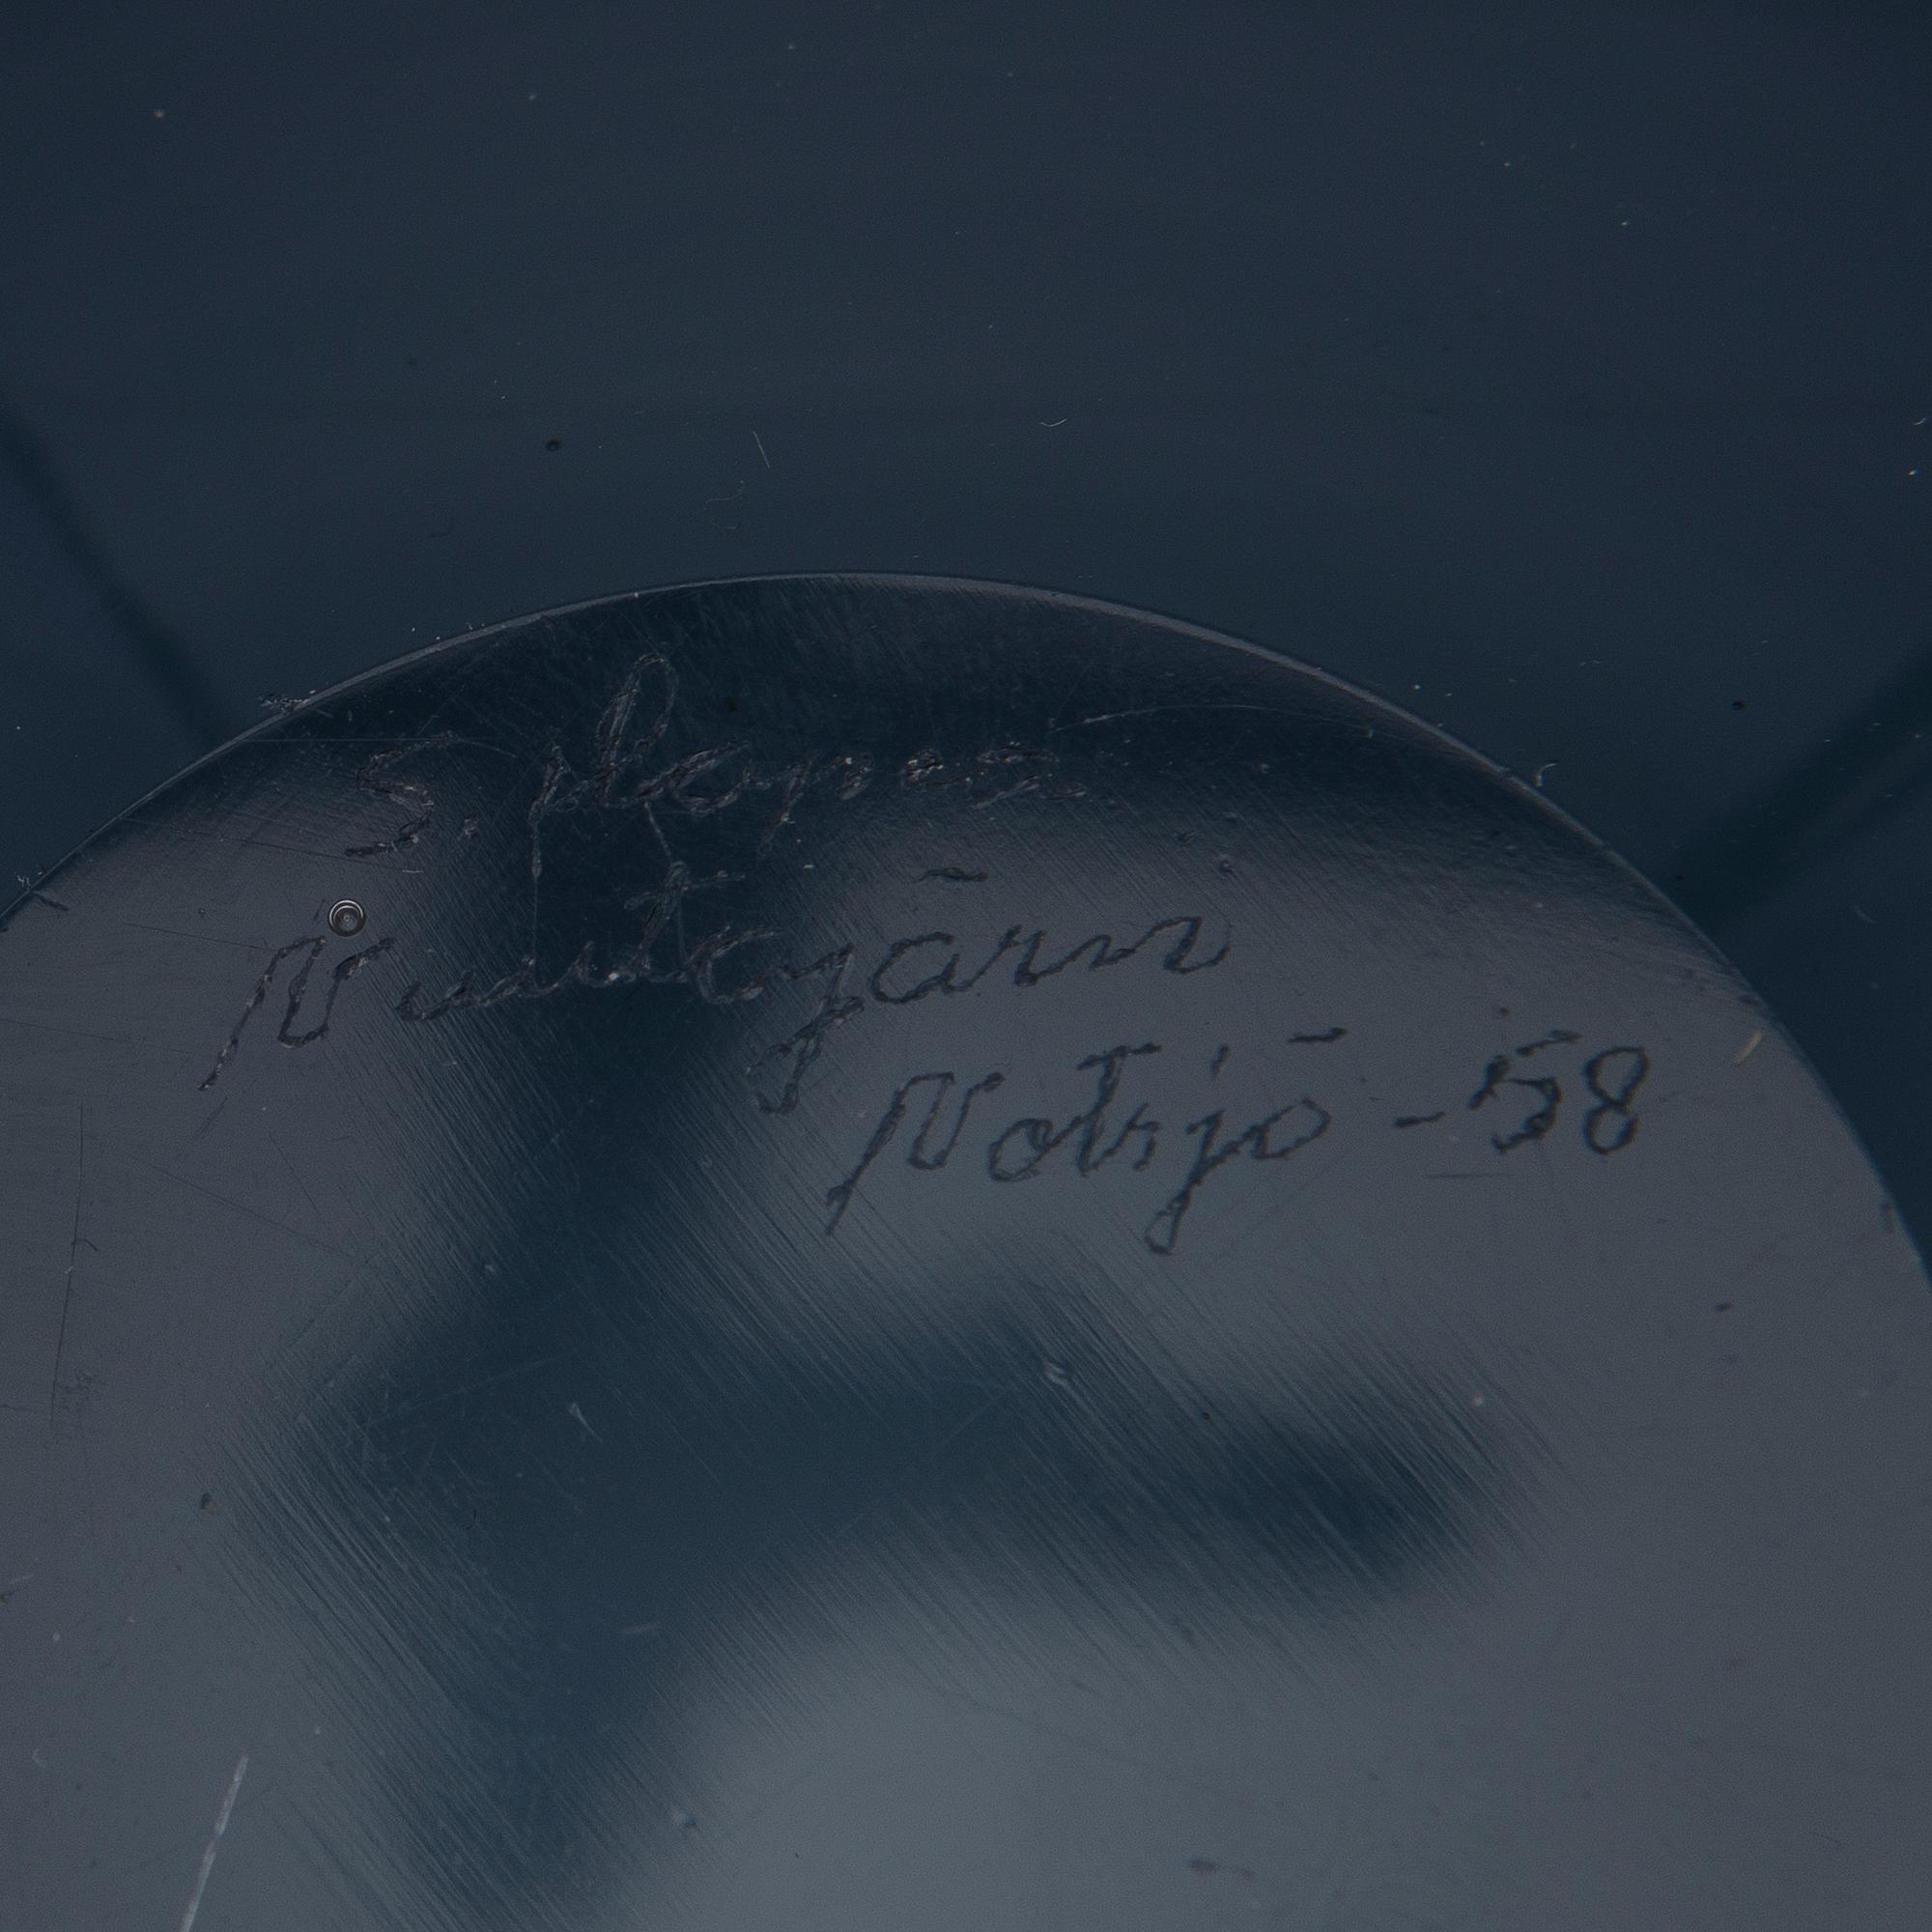 S. Hopea
Nuutajärvi
Notsjö -58